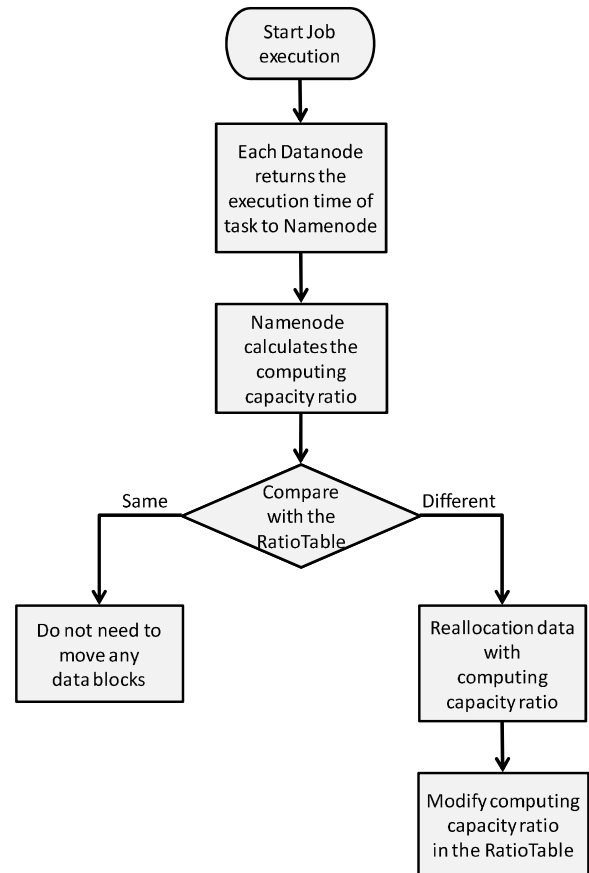 Start Job
execution
Each Datanode
returns the
execution time of
task to Namenode
Namenode
calculates the
computing
capacity ratio
Compare
with the
RatioTable
Same
Different
Do not need to
move any
data blocks
Reallocation data
with
computing
capacity ratio
Modify computing
capacity ratio
in the RatioTable